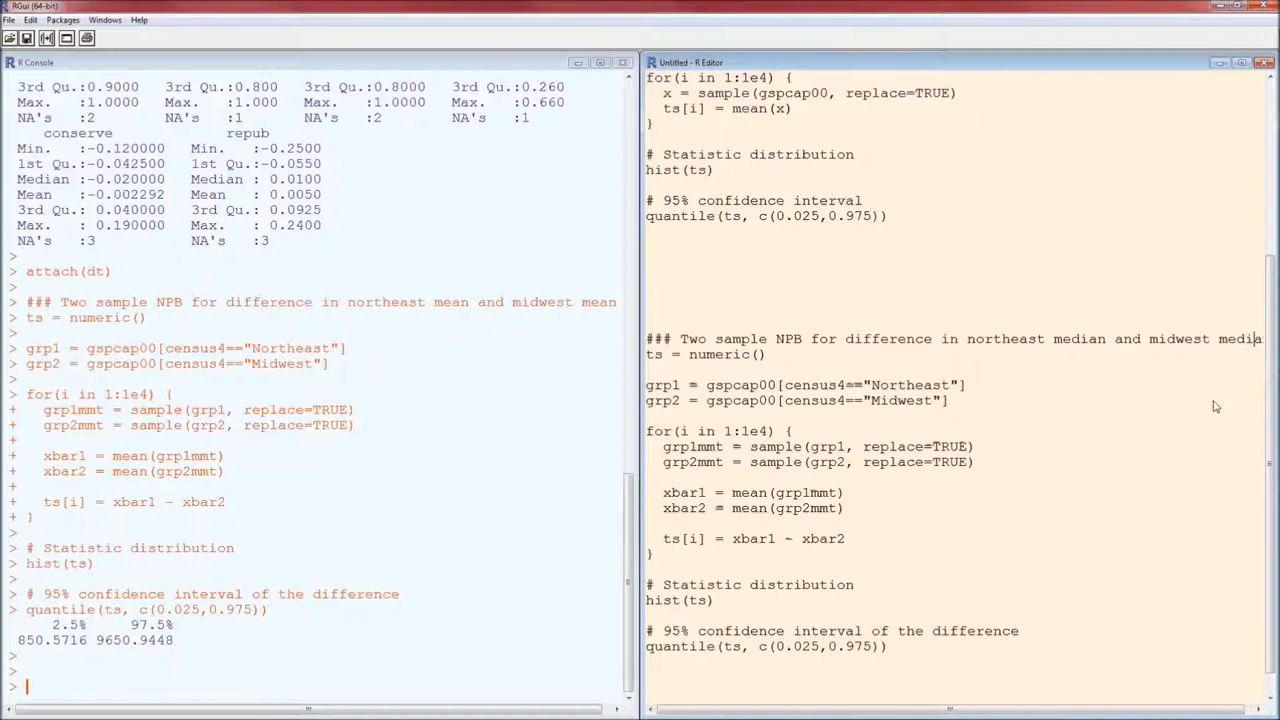 RGui (64-bit)
File Edit Packages Windows Help
R Console
3rd Qu.:0.9000 3rd Qu.:0.800 3rd Qu.:0.8000 3rd Qu.:0.260
Max. :1.0000 Max. :1.000 Max. :1.0000 Max. :0.660
NA's :2 NA's :1 NA's :2 NA's :1
conserve repub
Min. :-0.120000 Min. :-0.2500
1st Qu.:-0.042500 1st Qu.:-0.0550
Median :-0.020000 Median : 0.0100
Mean :-0.002292 Mean : 0.0050
3rd Qu.: 0.040000 3rd Qu.: 0.0925
Max. : 0.190000 Max. : 0.2400
NA's :3 NA's :3
>
> attach(dt)
>
> ### Two sample NPB for difference in northeast mean and midwest mean
> ts = numeric()
>
> grp1 = gspcap00[census4=="Northeast"]
> grp2 = gspcap00[census4=="Midwest"]
>
> for(i in 1:1e4) {
+ grp1mmt = sample(grp1, replace=TRUE)
+ grp2mmt = sample(grp2, replace=TRUE)
+
+ xbar1 = mean(grp1mmt)
+ xbar2 = mean(grp2mmt)
+
+ ts[i] = xbar1 - xbar2
+ }
>
> # Statistic distribution
> hist(ts)
>
> # 95% confidence interval of the difference
> quantile(ts, c(0.025,0.975))
2.5% 97.5%
850.5716 9650.9448
>
>
>
Untitled - R Editor
for(i in 1:1e4) {
x = sample(gspcap00, replace=TRUE)
ts[i] = mean(x)
}
# Statistic distribution
hist(ts)
# 95% confidence interval
quantile(ts, c(0.025,0.975))
### Two sample NPB for difference in northeast median and midwest media
ts = numeric()
grp1 = gspcap00[census4=="Northeast"]
grp2 = gspcap00[census4=="Midwest"]
for(i in 1:1e4) {
grp1mmt = sample(grp1, replace=TRUE)
grp2mmt = sample(grp2, replace=TRUE)
xbar1 = mean(grp1mmt)
xbar2 = mean(grp2mmt)
ts[i] = xbar1 - xbar2
}
# Statistic distribution
hist(ts)
# 95% confidence interval of the difference
quantile(ts, c(0.025,0.975))